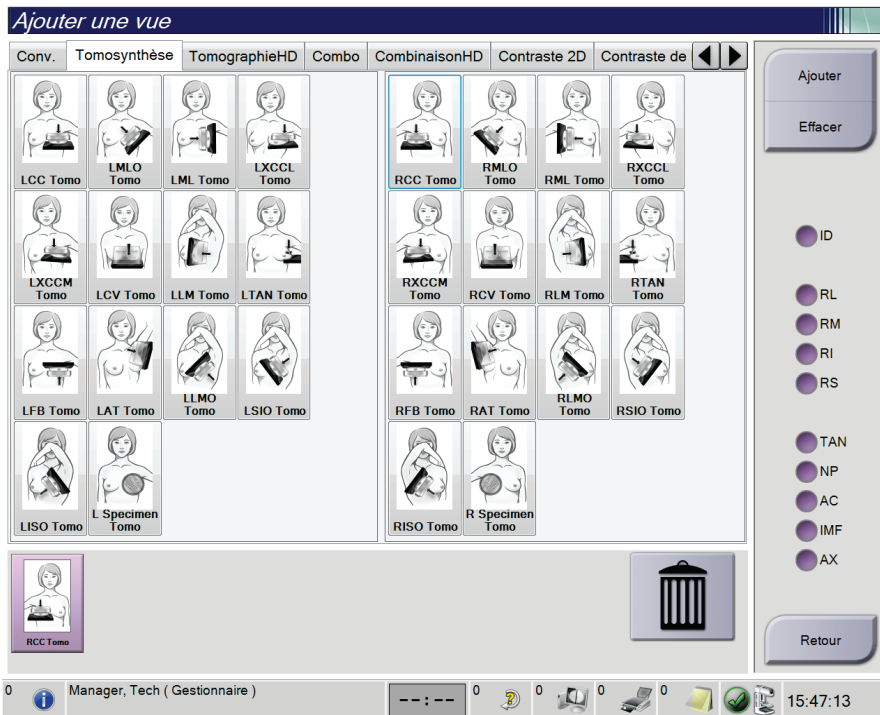 Ajouter une vue
Conv.
Tomosynthèse
TomographieHD
Combo
CombinaisonHD
Contraste 2D
Contraste de
LCC Tomo
LMLO
Tomo
LML Tomo
LXCCL
Tomo
LXCCM
Tomo
LCV Tomo
LLM Tomo
LTAN Tomo
LFB Tomo
LAT Tomo
LLMO
Tomo
LSIO Tomo
LISO Tomo
L Specimen
Tomo
RCC Tomo
RMLO
Tomo
RML Tomo
RXCCL
Tomo
RXCCM
Tomo
RCV Tomo
RLM Tomo
RTAN
Tomo
RFB Tomo
RAT Tomo
RLMO
Tomo
RSIO Tomo
RISO Tomo
R Specimen
Tomo
Ajouter
Effacer
ID
RL
RM
RI
RS
TAN
NP
AC
IMF
AX
Retour
RCC Tomo
0
Manager, Tech ( Gestionnaire )
--:--
0
0
0
0
15:47:13